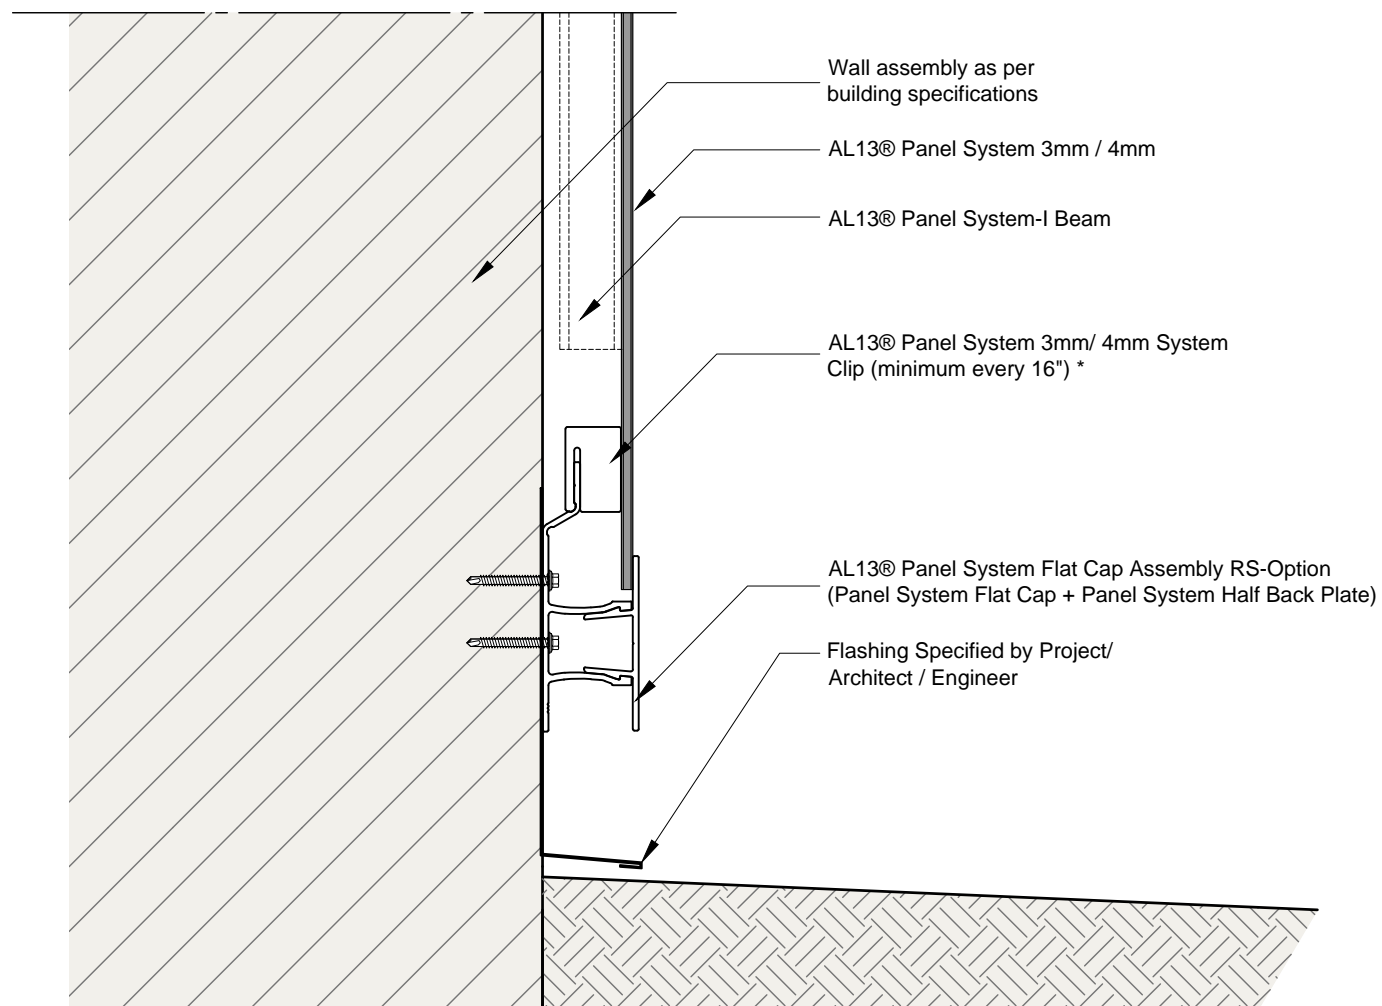 Wall assembly as per
building specifications
AL13® Panel System 3mm / 4mm
AL13® Panel System-I Beam
AL13® Panel System 3mm/ 4mm System
Clip (minimum every 16") *
AL13® Panel System Flat Cap Assembly RS-Option
(Panel System Flat Cap + Panel System Half Back Plate)
Flashing Specified by Project/
Architect / Engineer